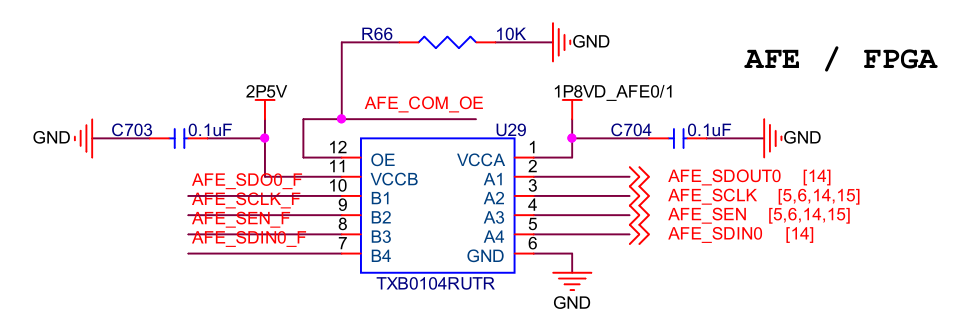 R66 10K GND
AFE / FPGA
2P5V AFE_COM_OE 1P8VD_AFE0/1
GND C703 0.1uF U29 C704 0.1uF GND
12 OE VCCA 1
11 VCCB A1 2 AFE_SDOUT0 [14]
AFE_SDO0_F 10 B1 A2 3 AFE_SCLK [5,6,14,15]
AFE_SCLK_F 9 B2 A3 4 AFE_SEN [5,6,14,15]
AFE_SEN_F 8 B3 A4 5 AFE_SDIN0 [14]
AFE_SDIN0_F 7 B4 GND 6
TXB0104RUTR
GND